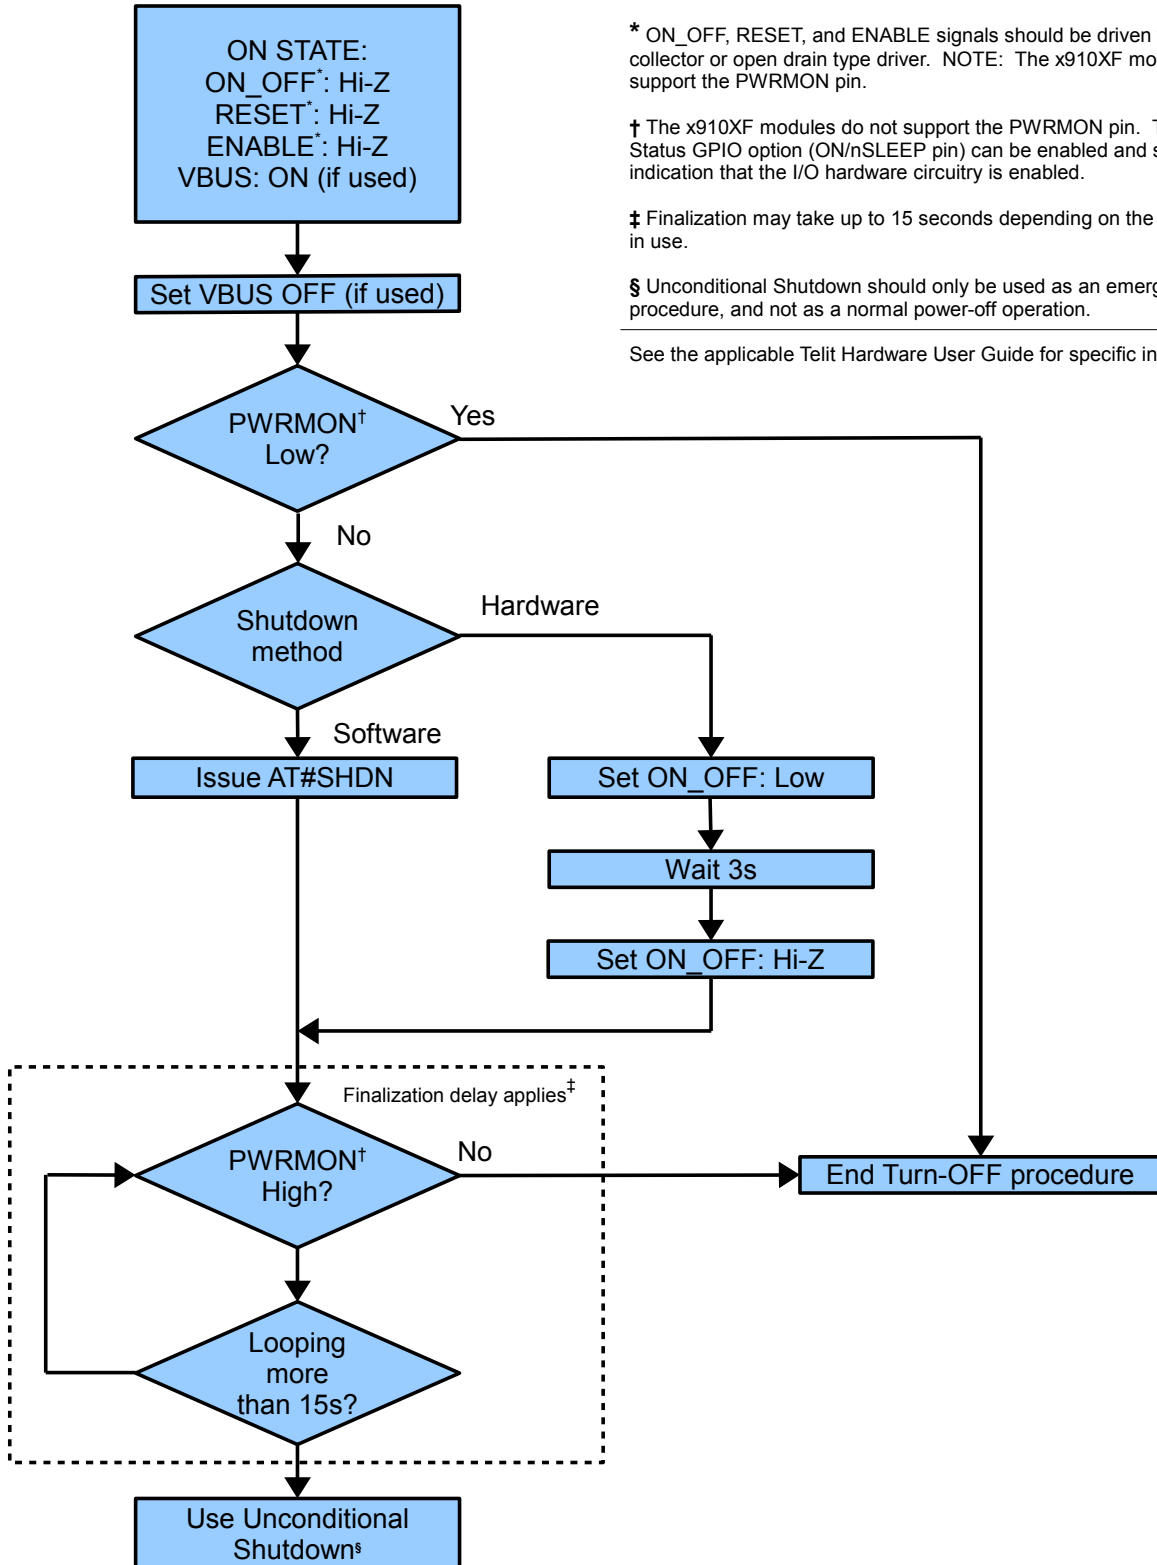 ON STATE:
ON_OFF*: Hi-Z
RESET*: Hi-Z
ENABLE*: Hi-Z
VBUS: ON (if used)
* ON_OFF, RESET, and ENABLE signals should be driven
collector or open drain type driver. NOTE: The x910XF mo
support the PWRMON pin.
† The x910XF modules do not support the PWRMON pin. T
Status GPIO option (ON/nSLEEP pin) can be enabled and s
indication that the I/O hardware circuitry is enabled.
‡ Finalization may take up to 15 seconds depending on the
in use.
§ Unconditional Shutdown should only be used as an emerg
procedure, and not as a normal power-off operation.
See the applicable Telit Hardware User Guide for specific in
Set VBUS OFF (if used)
PWRMON†
Low?
Yes
No
Shutdown
method
Hardware
Software
Issue AT#SHDN
Set ON_OFF: Low
Wait 3s
Set ON_OFF: Hi-Z
Finalization delay applies‡
PWRMON†
High?
No
End Turn-OFF procedure
Looping
more
than 15s?
Use Unconditional
Shutdown§